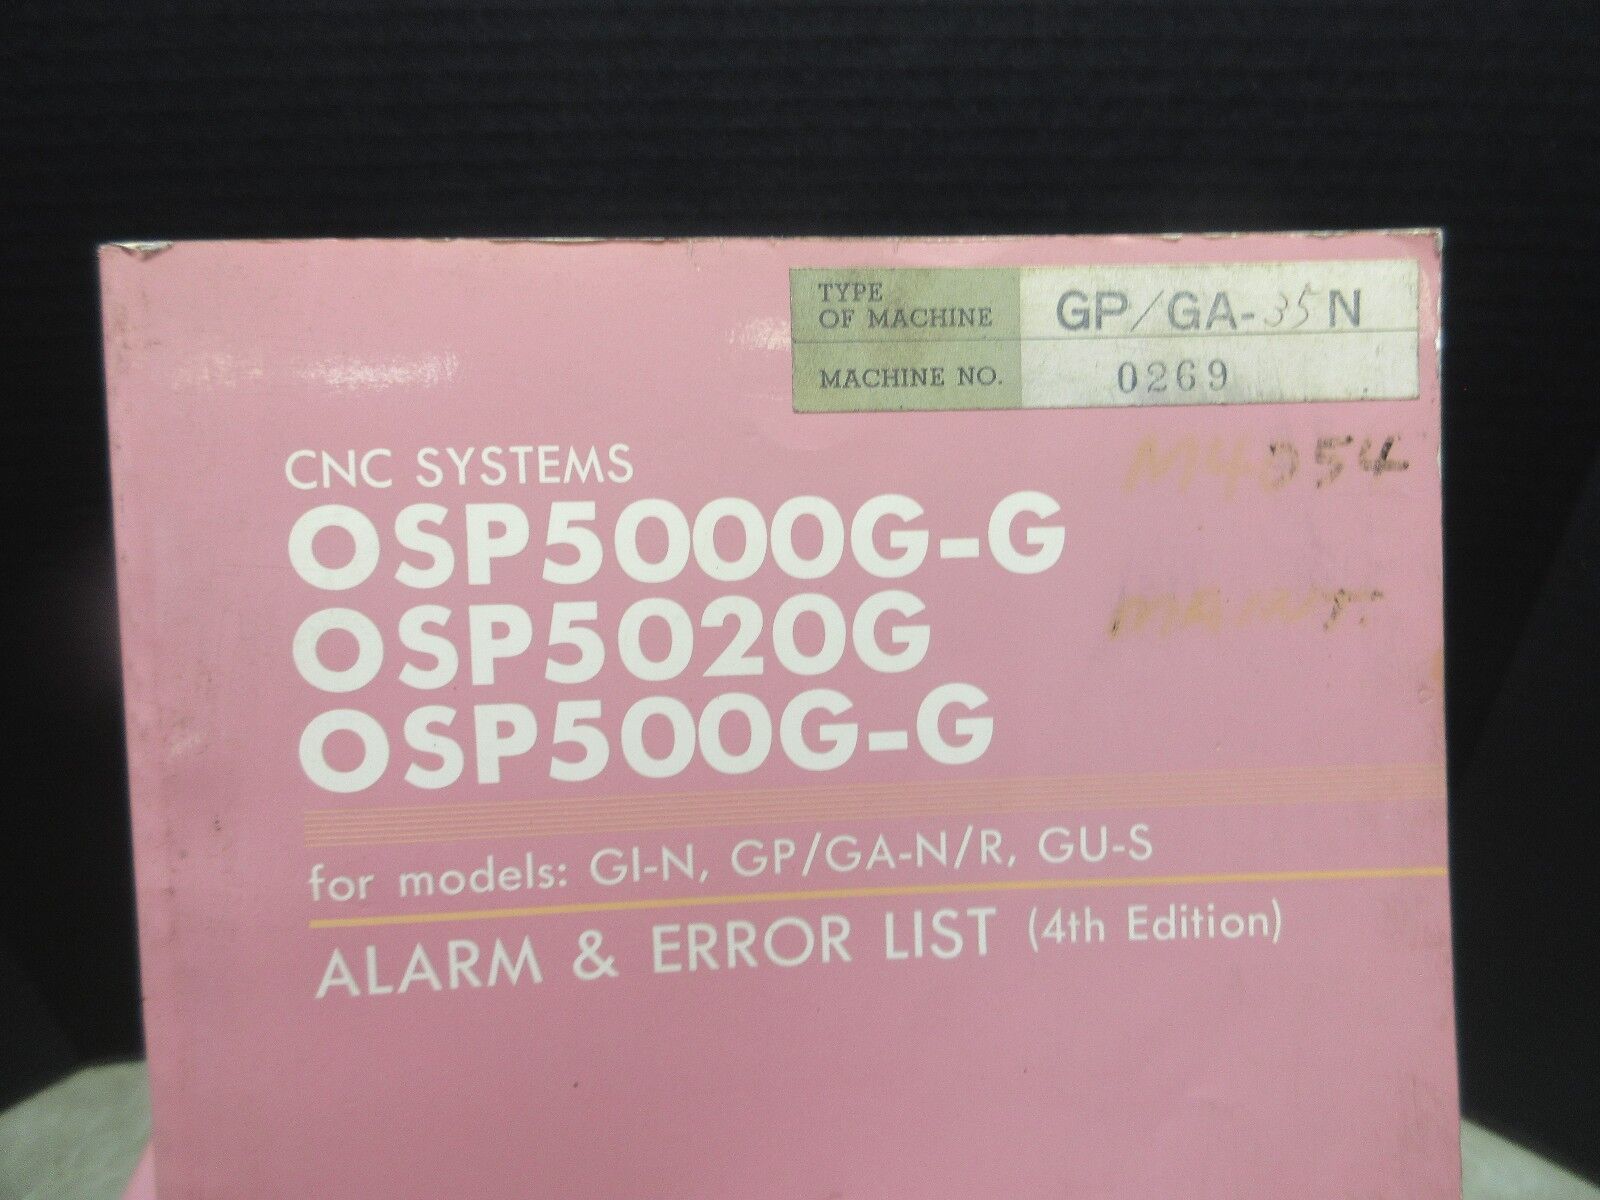 TYPE
OF MACHINE
GP/GA-35N
MACHINE NO.
0269
CNC SYSTEMS
OSP5000G-G
OSP5020G
OSP500G-G
for models: GI-N, GP/GA-N/R, GU-S
ALARM & ERROR LIST (4th Edition)